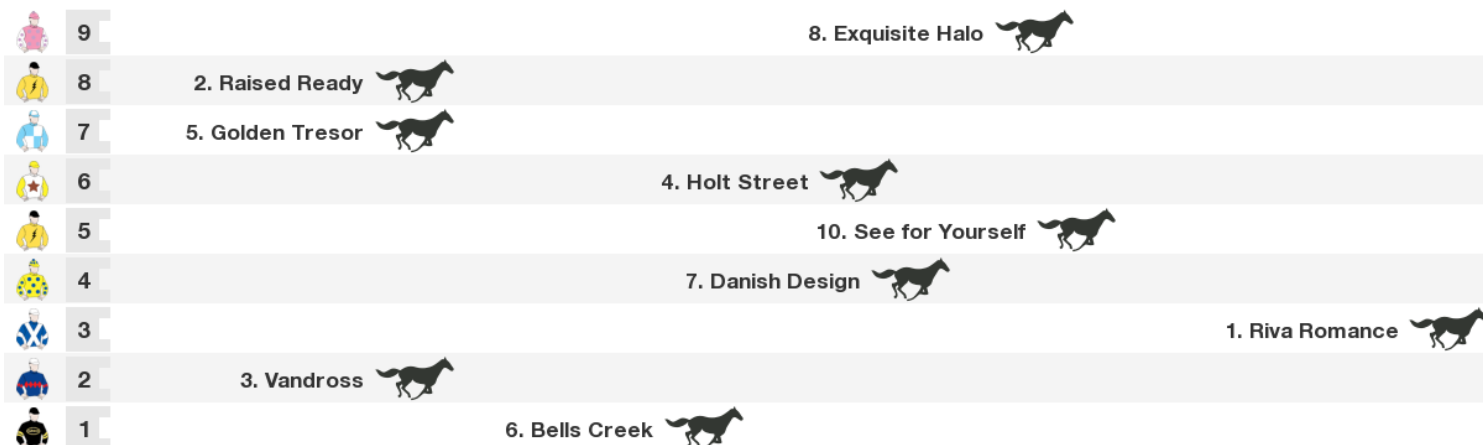 9 8. Exquisite Halo
8 2. Raised Ready
7 5. Golden Tresor
6 4. Holt Street
5 10. See for Yourself
4 7. Danish Design
3 1. Riva Romance
2 3. Vandross
1 6. Bells Creek